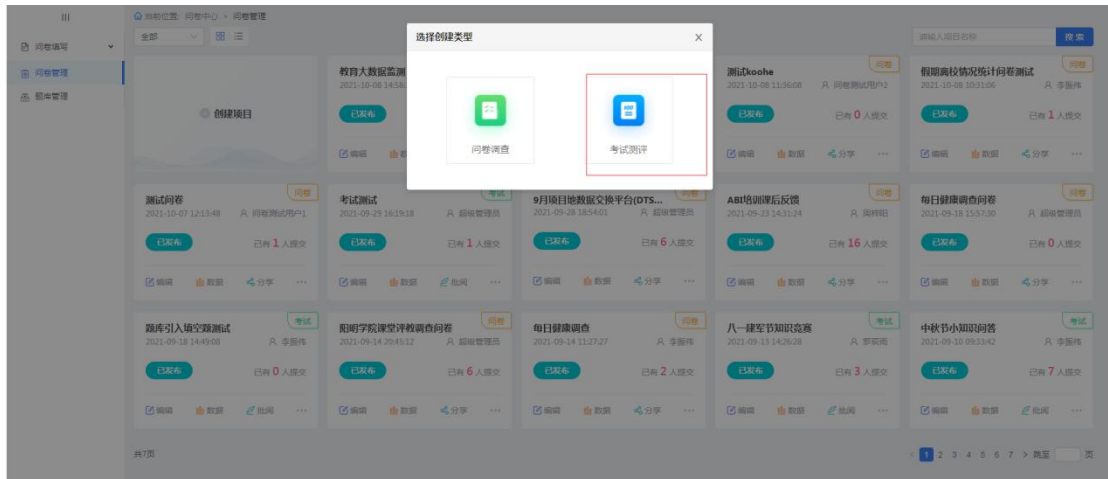 当前位置: 问卷中心 > 问卷管理
问卷填写
问卷管理
题库管理
全部
请输入项目名称
搜索
选择创建类型
X
问卷调查
考试测评
创建项目
教育大数据监测
2021-10-08 14:58:
已发布
编辑
测试koohe
问卷
2021-10-08 11:36:08 问卷测试用户2
已发布 已有 0 人提交
编辑 数据 分享 ...
假期离校情况统计问卷测试
问卷
2021-10-08 10:31:06 李振伟
已发布 已有 1 人提交
编辑 数据 分享 ...
测试问卷
问卷
2021-10-07 12:13:48 问卷测试用户1
已发布 已有 1 人提交
编辑 数据 分享 ...
考试测试
考试
2021-09-29 16:19:18 超级管理员
已发布 已有 1 人提交
编辑 数据 批阅 ...
9月项目地数据交换平台(DTS...
问卷
2021-09-28 18:54:01 超级管理员
已发布 已有 6 人提交
编辑 数据 分享 ...
ABI培训课后反馈
问卷
2021-09-23 14:31:24
已发布 已有 16 人提交
编辑 数据 分享 ...
每日健康调查问卷
问卷
2021-09-18 15:57:30 超级管理员
已发布 已有 0 人提交
编辑 数据 分享 ...
题库引入填空题测试
考试
2021-09-18 14:49:08 李振伟
已发布 已有 0 人提交
编辑 数据 批阅 ...
阳明学院课堂评教调查问卷
问卷
2021-09-14 20:45:12 超级管理员
已发布 已有 6 人提交
编辑 数据 分享 ...
每日健康调查
问卷
2021-09-14 11:27:27 李振伟
已发布 已有 2 人提交
编辑 数据 分享 ...
八一建军节知识竞赛
考试
2021-09-13 14:26:28
已发布 已有 3 人提交
编辑 数据 批阅 ...
中秋节小知识问答
考试
2021-09-10 09:33:42 李振伟
已发布 已有 7 人提交
编辑 数据 批阅 ...
共7页
< 1 2 3 4 5 6 7 > 跳至 页